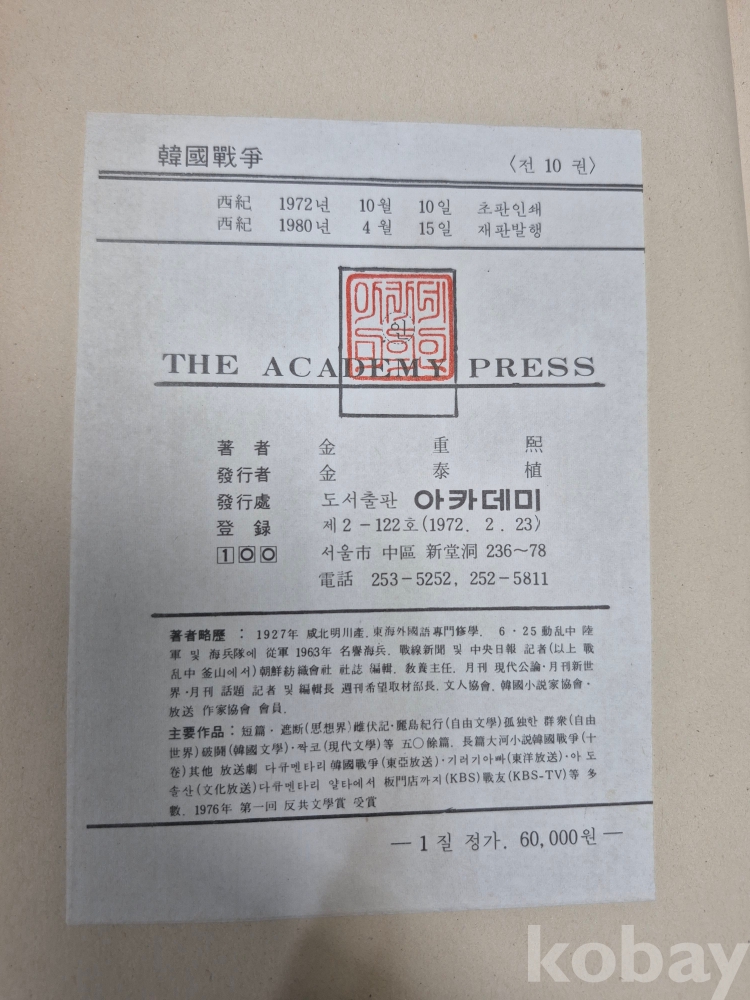 韓國戰爭 〈전 10 권〉
西紀 1972년 10월 10일 초판인쇄
西紀 1980년 4 월 15일 재판발행
아카데미
인
THE ACADEMY PRESS
著 者 金 重 熙
發行者 金 泰 植
發行處 도서출판 아카데미
登 録 제 2 - 122호 (1972. 2. 23)
1 0 0 서울市 中區 新堂洞 236～78
電話 253-5252, 252-5811
著者略歷 : 1927年 咸北明川產. 東海外國語專門修學. 6·25動乱中 陸
軍 및 海兵隊에 從軍 1963年 名譽海兵. 戰線新聞 및 中央日報 記者(以上 戰
乱中 釜山에서) 朝鮮紡織會社 社誌 編輯. 敎養主任. 月刊 現代公論·月刊新世
界·月刊 話題 記者 및 編輯長 週刊希望取材部長. 文人協會. 韓國小説家協會·
放送 作家協會 會員.
主要作品 : 短篇·遮断(思想界) 雌伏記·麗島紀行(自由文學) 孤独한 群衆(自由
世界) 破鬪(韓國文學)·짝코(現代文學)等 五〇餘篇. 長篇大河小説韓國戰爭(十
卷) 其他 放送劇 다큐멘타리 韓國戰爭(東亞放送)·기러기아빠(東洋放送)·아 도
솔산(文化放送) 다큐멘타리 얄타에서 板門店까지(KBS) 戰友(KBS-TV)等 多
數. 1976年 第一回 反共文學賞 受賞
— 1 질 정가. 60,000원 —
kobay